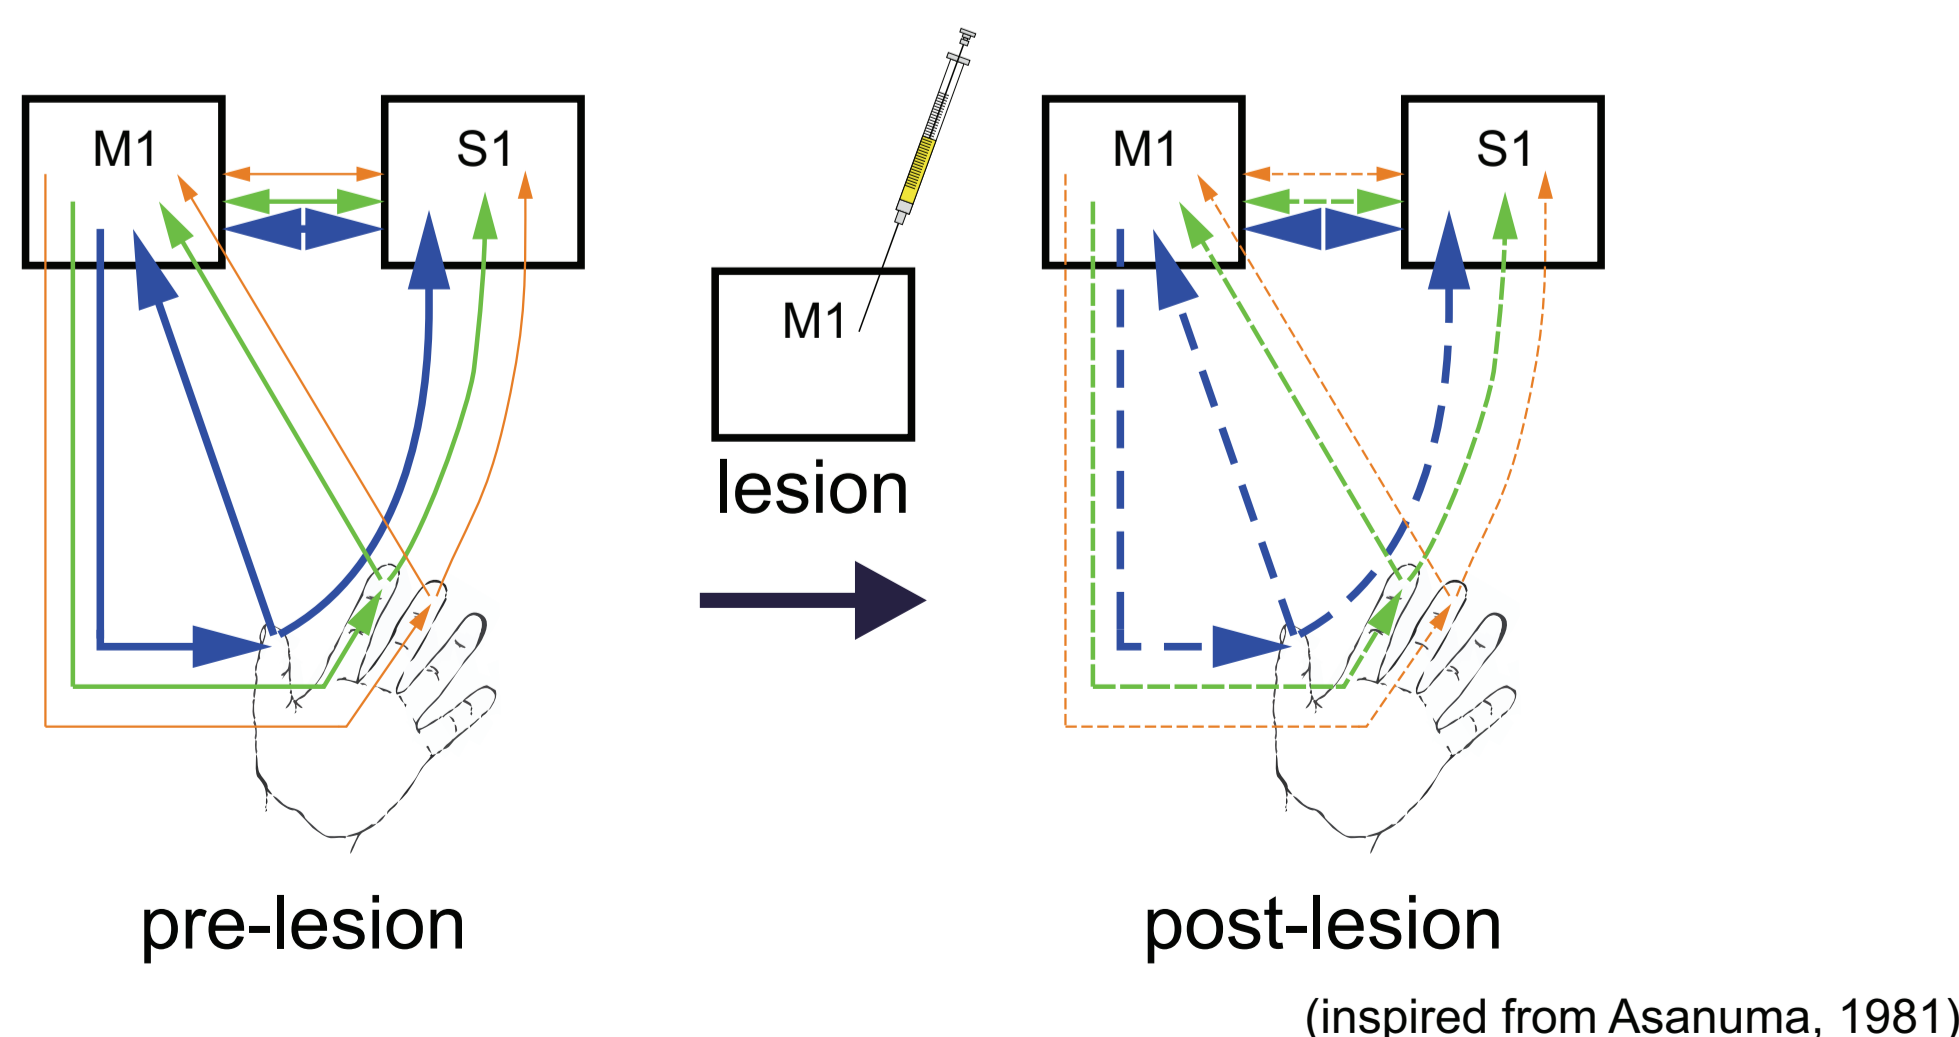 M1
S1
M1
lesion
M1
S1
pre-lesion
post-lesion
(inspired from Asanuma, 1981)